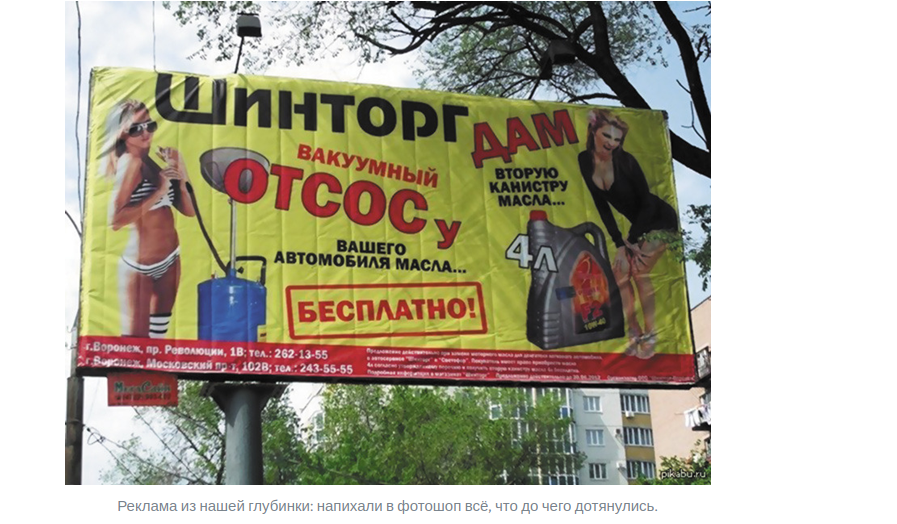 ШИНТОРГ
ВАКУУМНЫЙ
ОТСОС у
ВАШЕГО
АВТОМОБИЛЯ МАСЛА...
БЕСПЛАТНО!
ДАМ
ВТОРУЮ
КАНИСТРУ
МАСЛА...
4л
г.Воронеж, пр. Революции, 1В; тел.: 262-13-55
г.Воронеж, Московский пр-т, 102В; тел.: 243-55-55
pikabu.ru
Реклама из нашей глубинки: напихали в фотошоп всё, что до чего дотянулись.